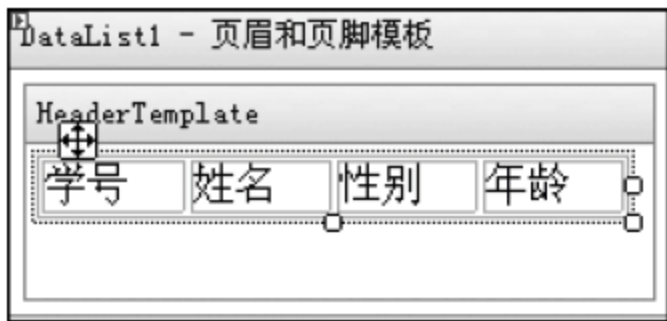 DataList1 - 页眉和页脚模板
HeaderTemplate
学号 姓名 性别 年龄